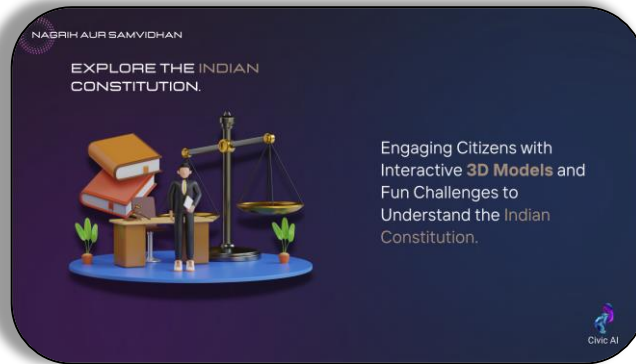 NAGRIK AUR SAMVIDHAN
EXPLORE THE INDIAN
CONSTITUTION.
Engaging Citizens with
Interactive 3D Models and
Fun Challenges to
Understand the Indian
Constitution.
Civic AI